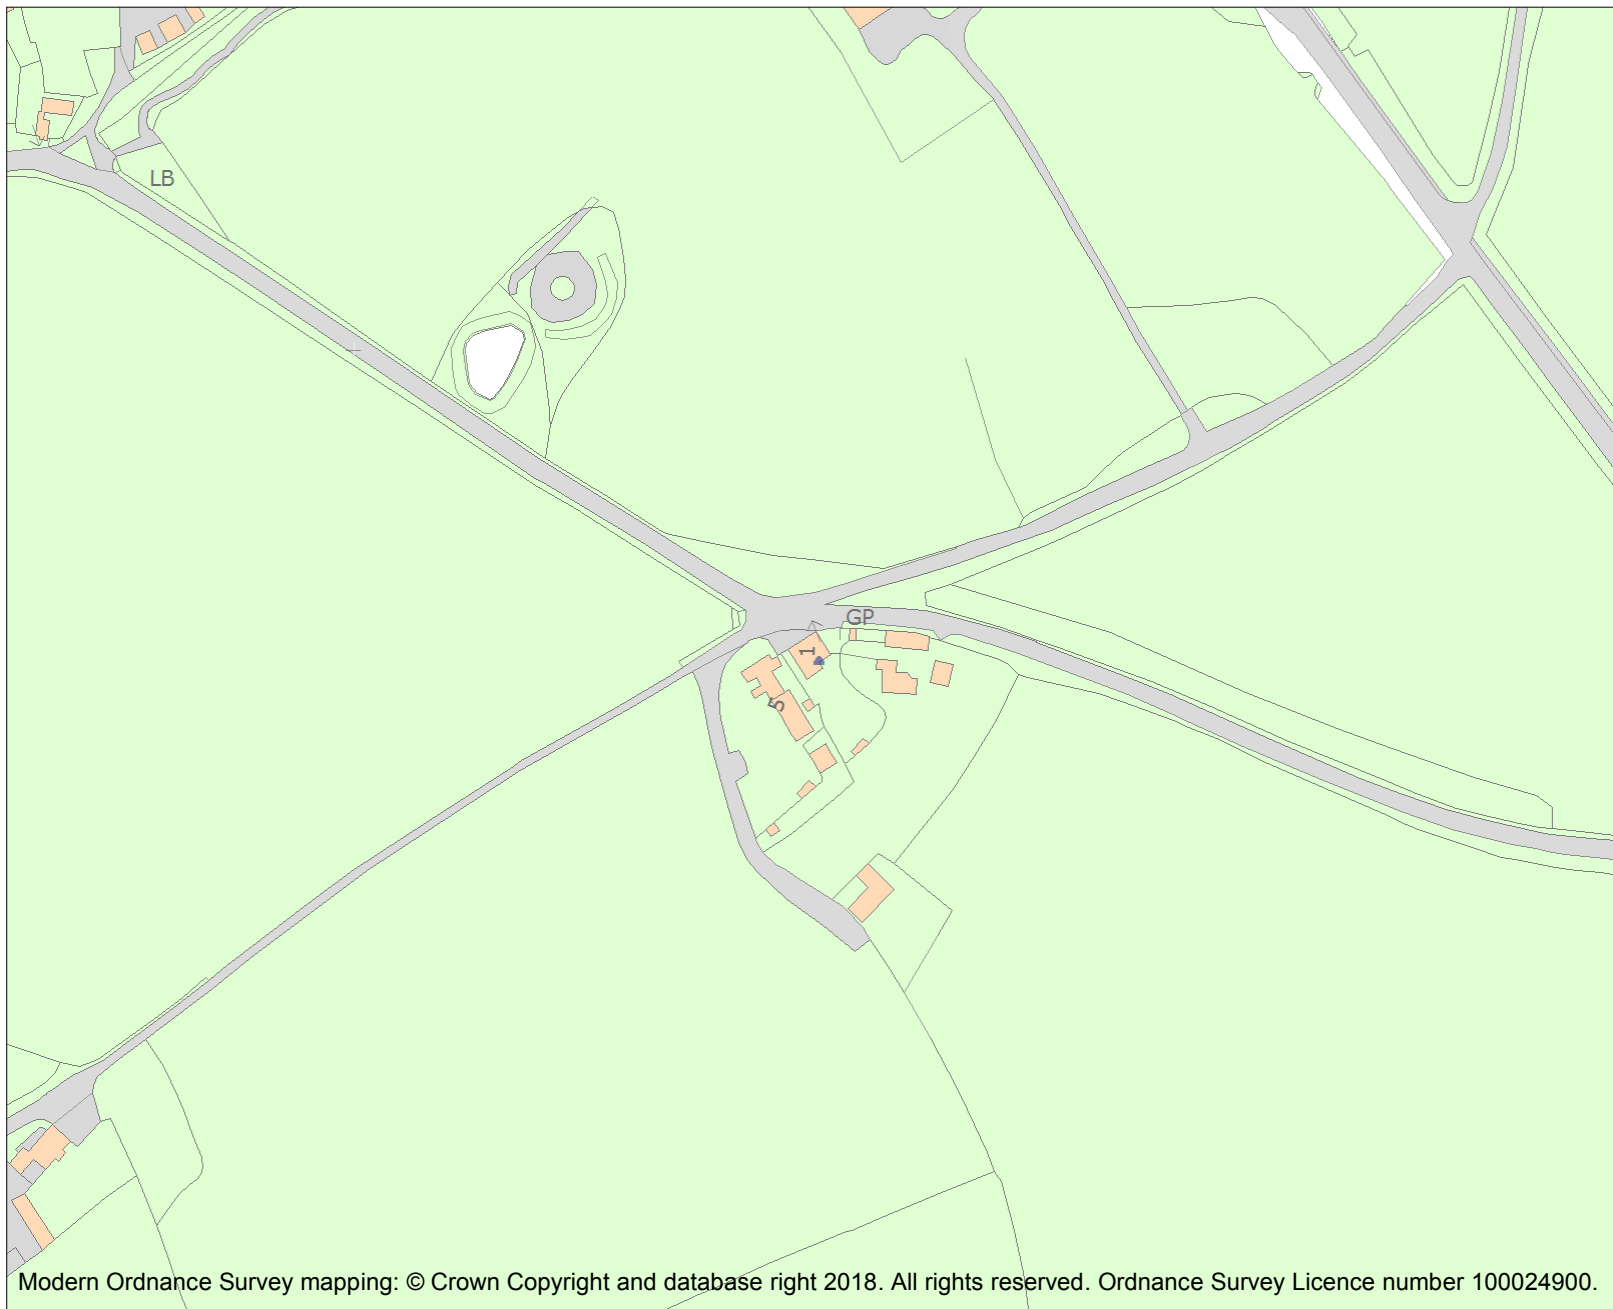 LB
GP
1
5
Modern Ordnance Survey mapping: © Crown Copyright and database right 2018. All rights reserved. Ordnance Survey Licence number 100024900.